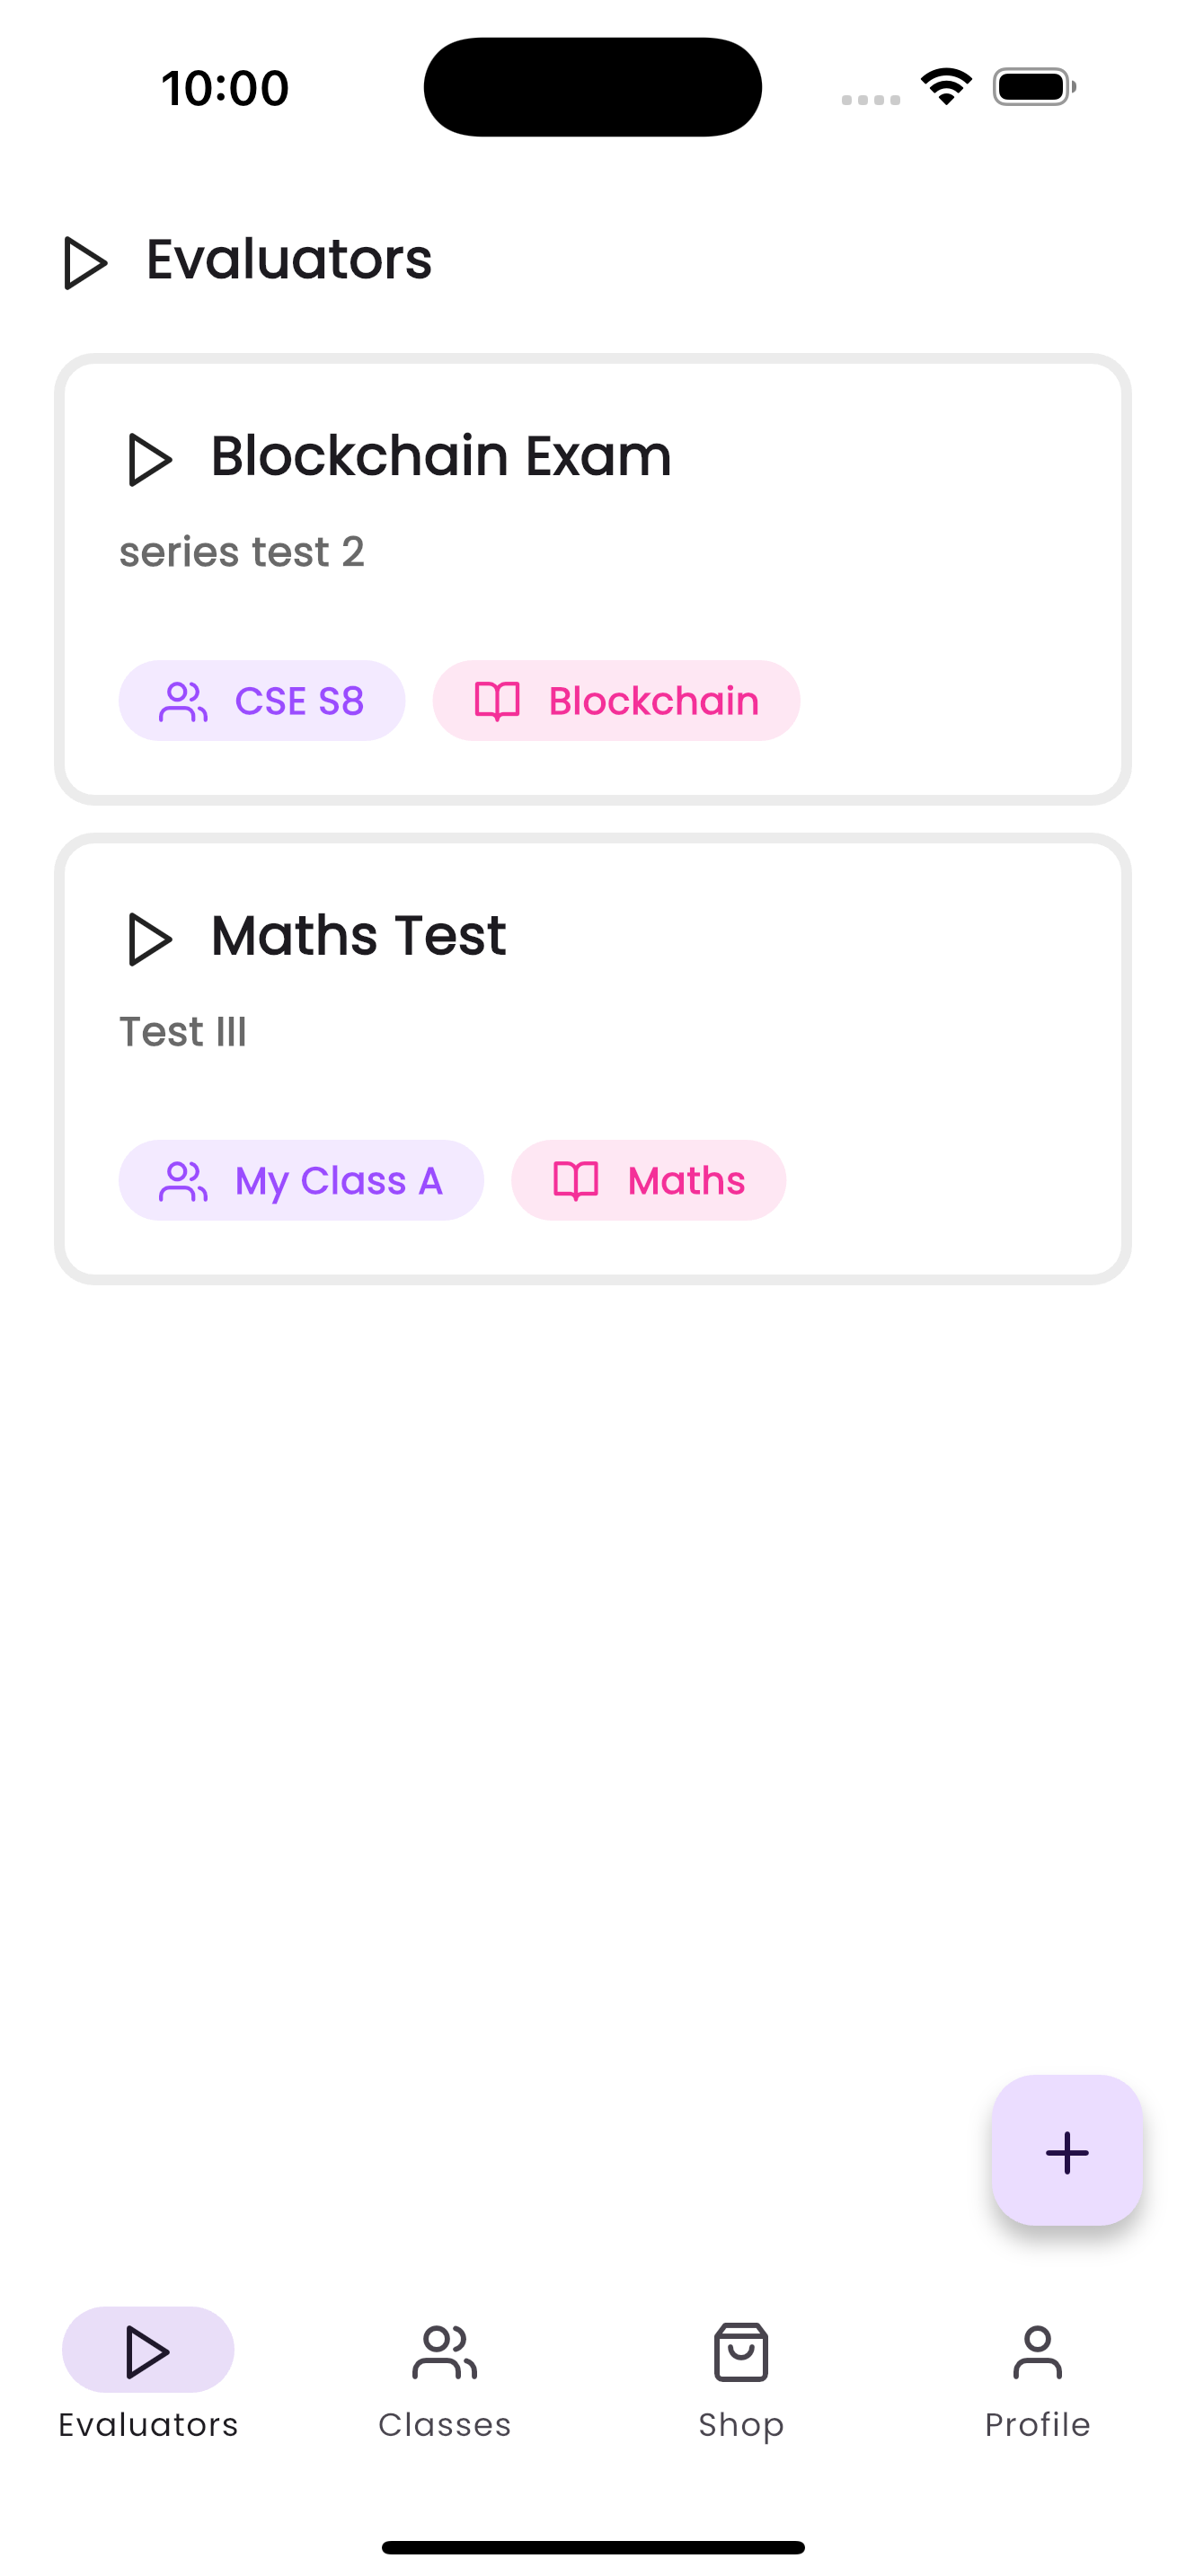 10:00
Evaluators
Blockchain Exam
series test 2
CSE S8 Blockchain
Maths Test
Test III
My Class A Maths
Evaluators Classes Shop Profile